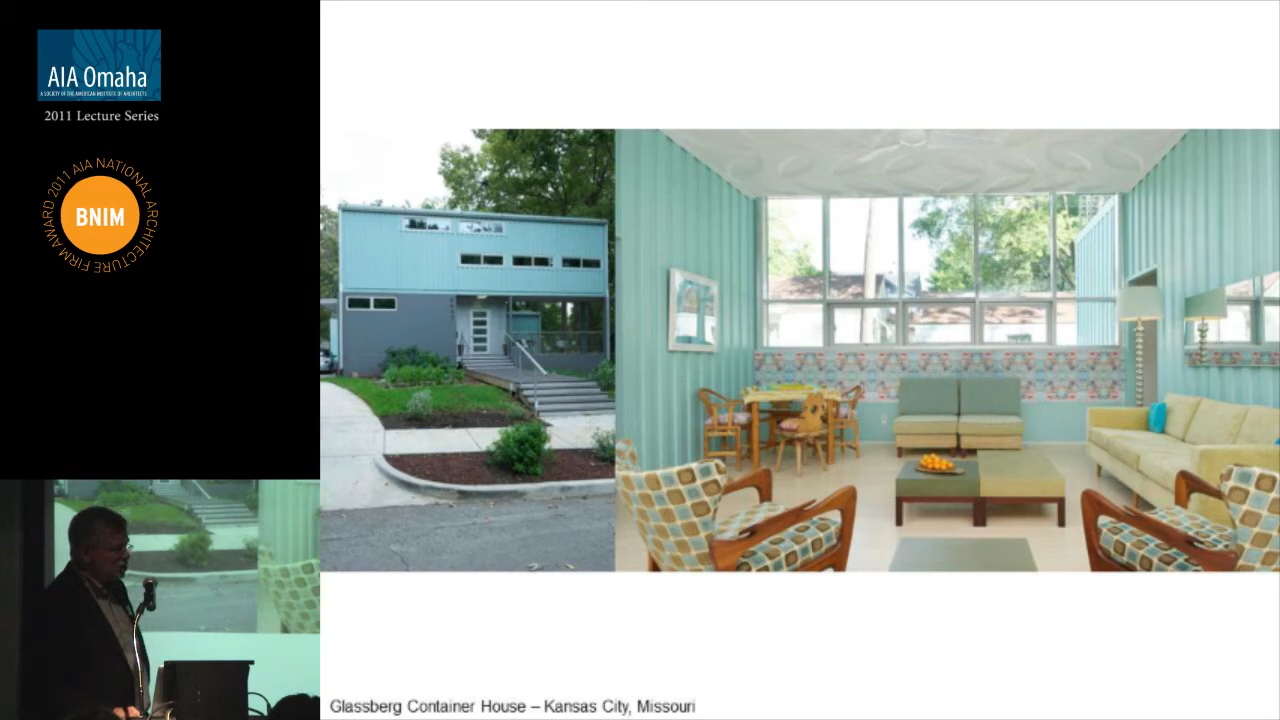 AIA Omaha
A SOCIETY OF THE AMERICAN INSTITUTE OF ARCHITECTS
2011 Lecture Series
2011 AIA NATIONAL ARCHITECTURE FIRM AWARD
BNIM
Glassberg Container House – Kansas City, Missouri